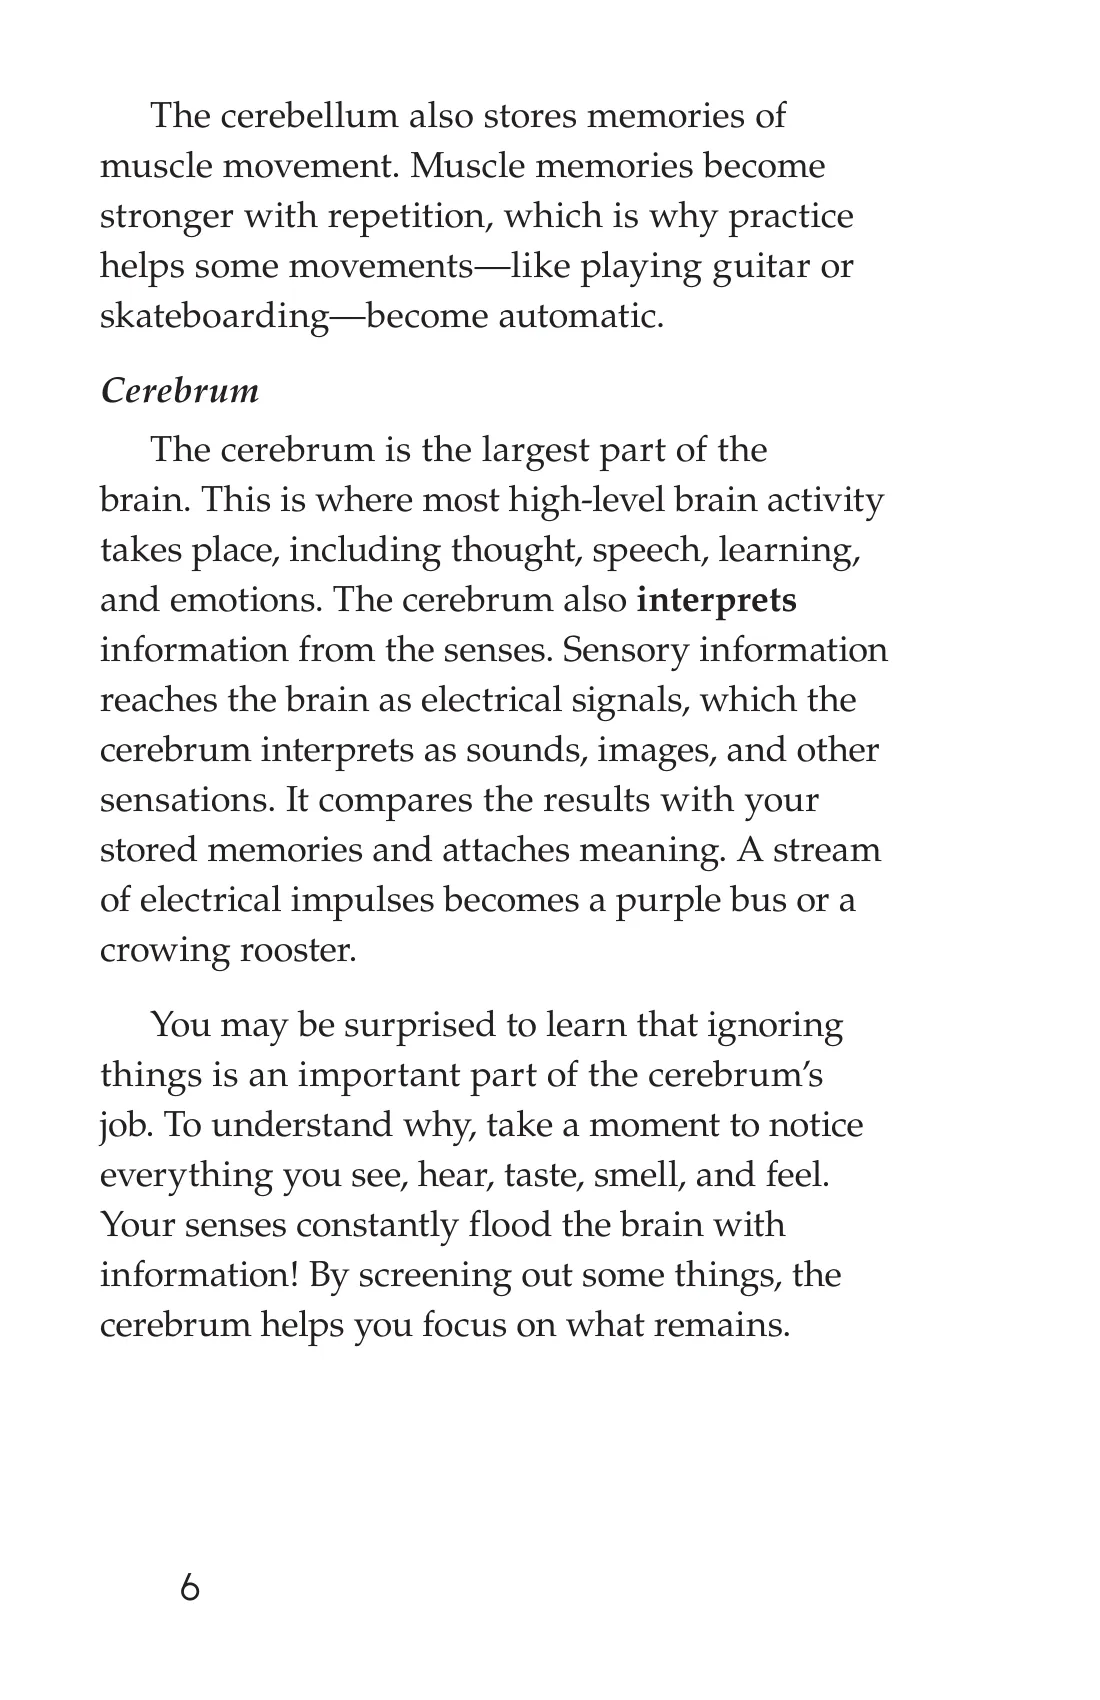 The cerebellum also stores memories of
muscle movement. Muscle memories become
stronger with repetition, which is why practice
helps some movements—like playing guitar or
skateboarding—become automatic.
Cerebrum
The cerebrum is the largest part of the
brain. This is where most high-level brain activity
takes place, including thought, speech, learning,
and emotions. The cerebrum also interprets
information from the senses. Sensory information
reaches the brain as electrical signals, which the
cerebrum interprets as sounds, images, and other
sensations. It compares the results with your
stored memories and attaches meaning. A stream
of electrical impulses becomes a purple bus or a
crowing rooster.
You may be surprised to learn that ignoring
things is an important part of the cerebrum’s
job. To understand why, take a moment to notice
everything you see, hear, taste, smell, and feel.
Your senses constantly flood the brain with
information! By screening out some things, the
cerebrum helps you focus on what remains.
6